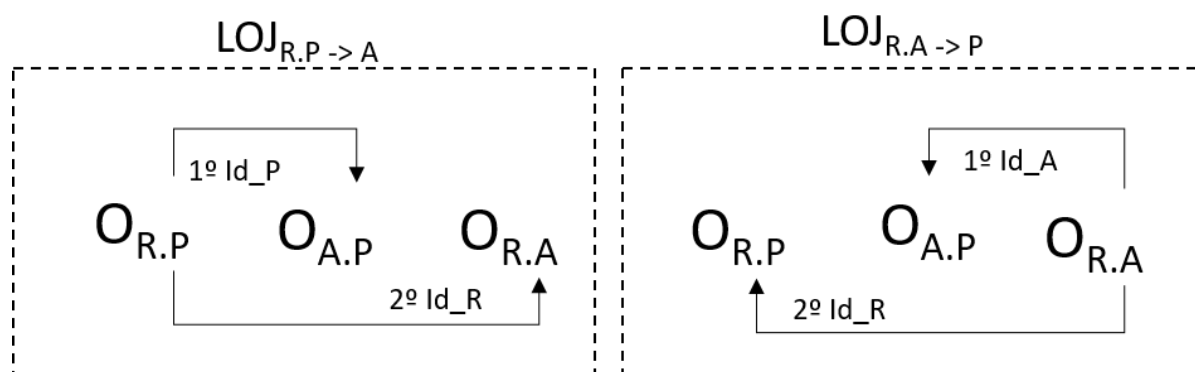 LOJR.P -> A
1º Id_P
OR.P OA.P OR.A
2º Id_R
LOJR.A -> P
1º Id_A
OR.P OA.P OR.A
2º Id_R